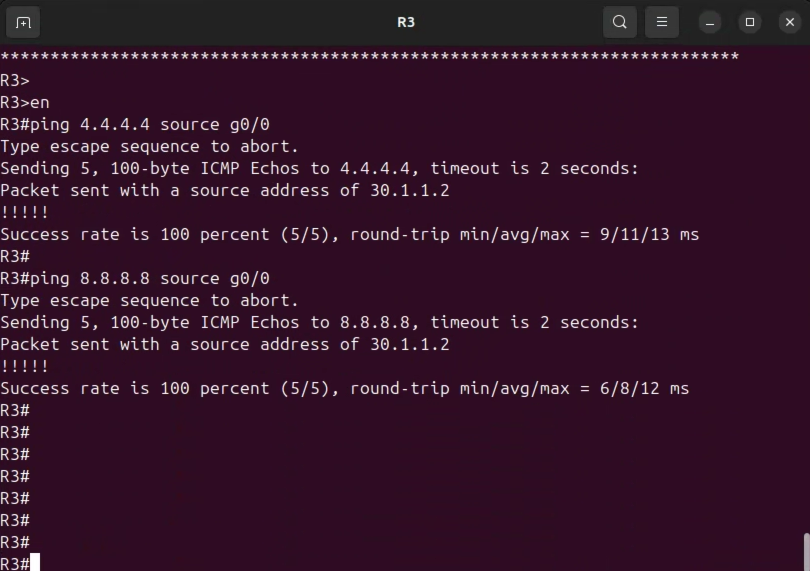 R3
**************************************************************************
R3>
R3>en
R3#ping 4.4.4.4 source g0/0
Type escape sequence to abort.
Sending 5, 100-byte ICMP Echos to 4.4.4.4, timeout is 2 seconds:
Packet sent with a source address of 30.1.1.2
!!!!!
Success rate is 100 percent (5/5), round-trip min/avg/max = 9/11/13 ms
R3#
R3#ping 8.8.8.8 source g0/0
Type escape sequence to abort.
Sending 5, 100-byte ICMP Echos to 8.8.8.8, timeout is 2 seconds:
Packet sent with a source address of 30.1.1.2
!!!!!
Success rate is 100 percent (5/5), round-trip min/avg/max = 6/8/12 ms
R3#
R3#
R3#
R3#
R3#
R3#
R3#
R3#